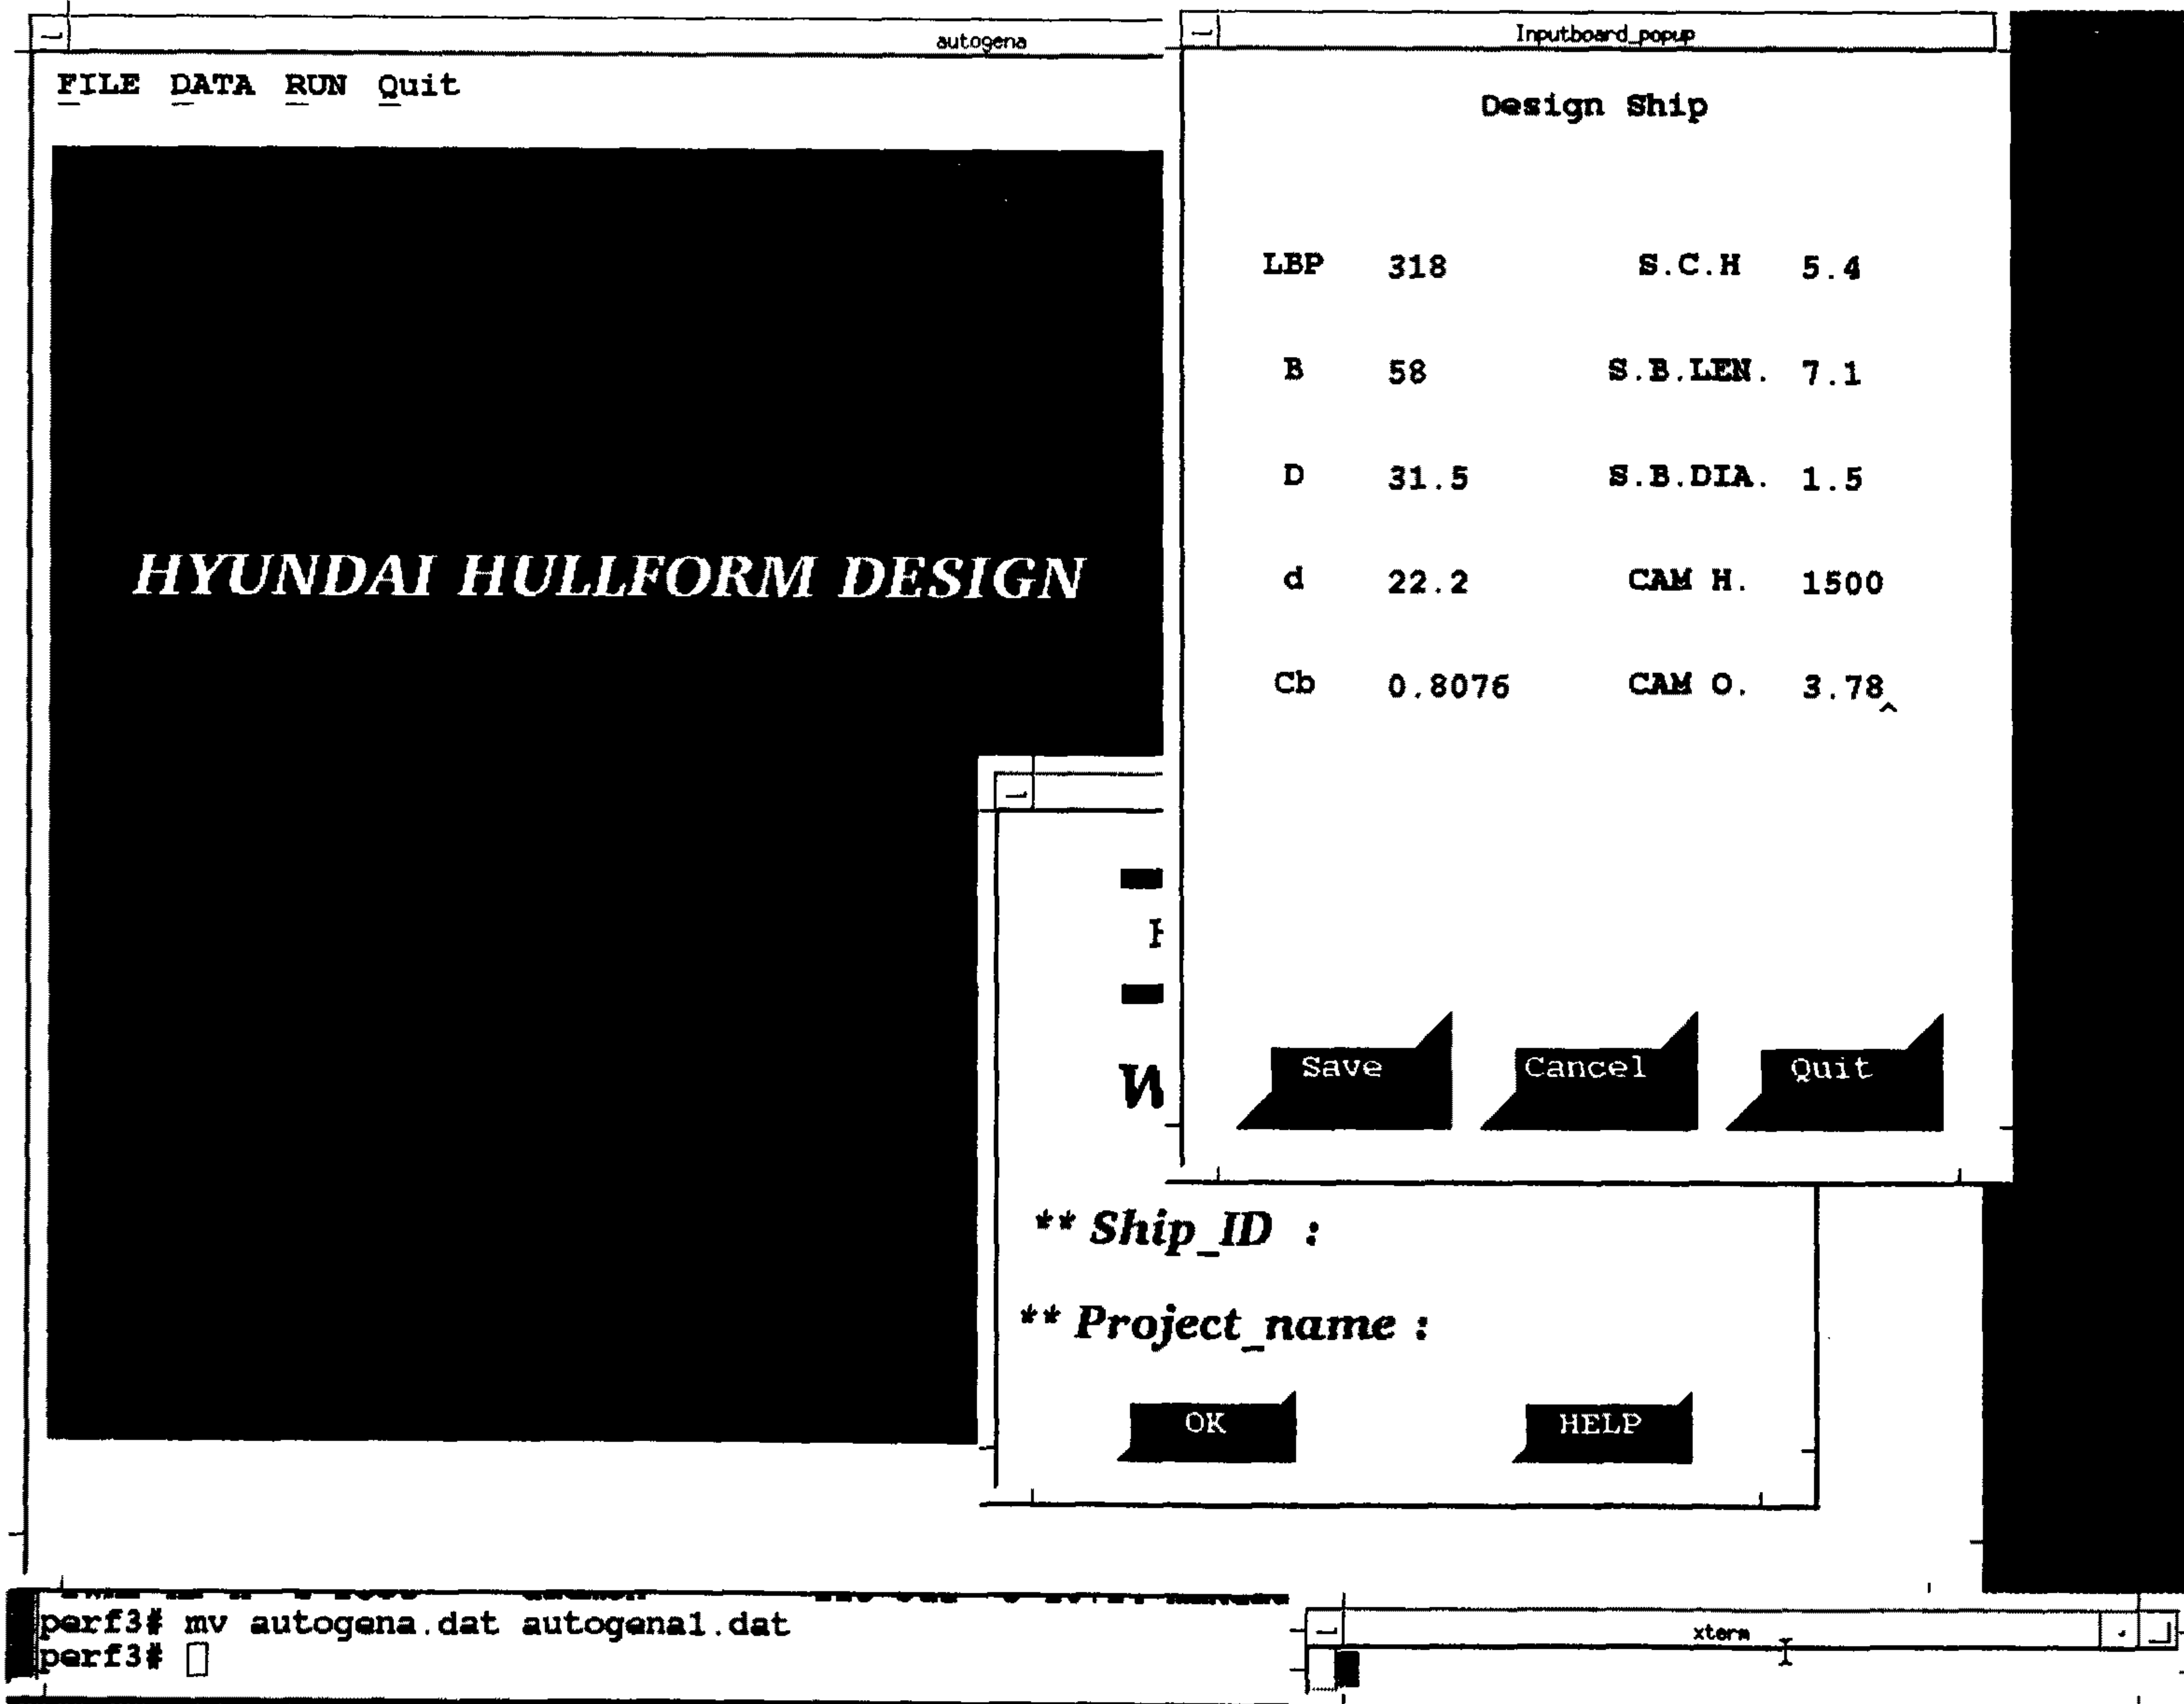 autogena
FILE DATA RUN Quit
HYUNDAI HULLFORM DESIGN
Inputboard_popup
Design Ship
LBP 318 S.C.H 5.4
B 58 S.B.LEN. 7.1
D 31.5 S.B.DIA. 1.5
d 22.2 CAM H. 1500
Cb 0.8076 CAM O. 3.78
Save Cancel Quit
** Ship_ID :
** Project_name :
OK HELP
perf3# mv autogena.dat autogena1.dat
perf3#
xterm